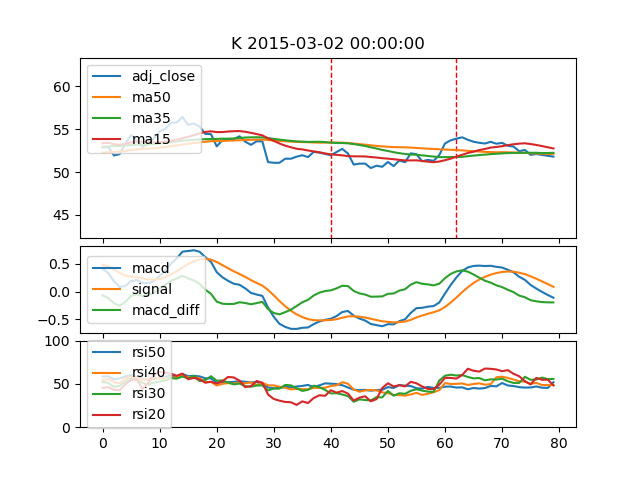 K 2015-03-02 00:00:00
60
55
50
45
adj_close
ma50
ma35
ma15
0.5
0.0
−0.5
macd
signal
macd_diff
100
50
0
rsi50
rsi40
rsi30
rsi20
0 10 20 30 40 50 60 70 80